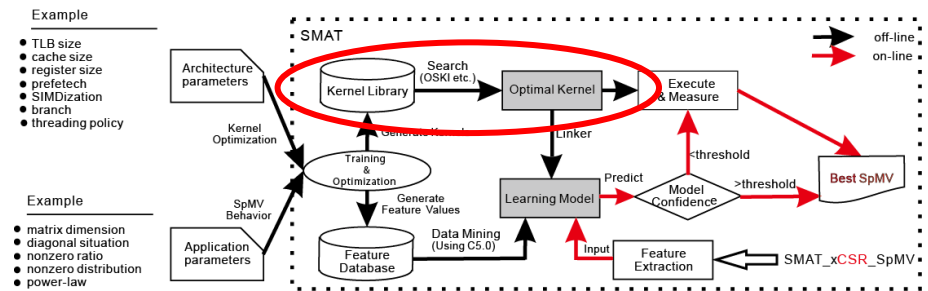 Example
TLB size
cache size
register size
prefetech
SIMDization
branch
threading policy
Architecture
parameters
Kernel
Optimization
SpMV
Behavior
Example
matrix dimension
diagonal situation
nonzero ratio
nonzero distribution
power-law
Application
parameters
SMAT
off-line
on-line
Kernel Library
Search
(OSKI etc.)
Optimal Kernel
Execute
& Measure
Generate Kernel
Linker
Training
&
Optimization
Generate
Feature Values
Feature
Database
Data Mining
(Using C5.0)
Learning Model
Predict
Model
Confidence
<threshold
>threshold
Best SpMV
Input
Feature
Extraction
SMAT_xCSR_SpMV